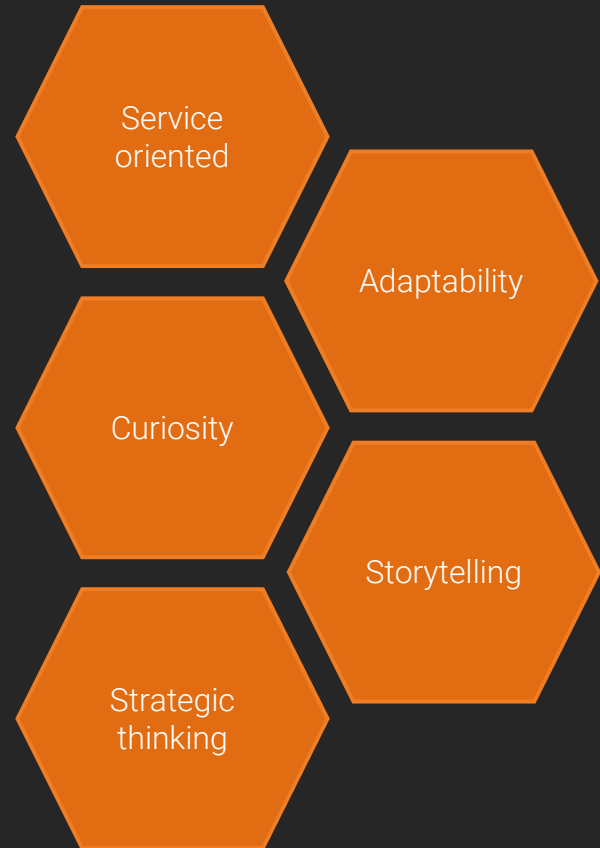 Service
oriented
Adaptability
Curiosity
Storytelling
Strategic
thinking